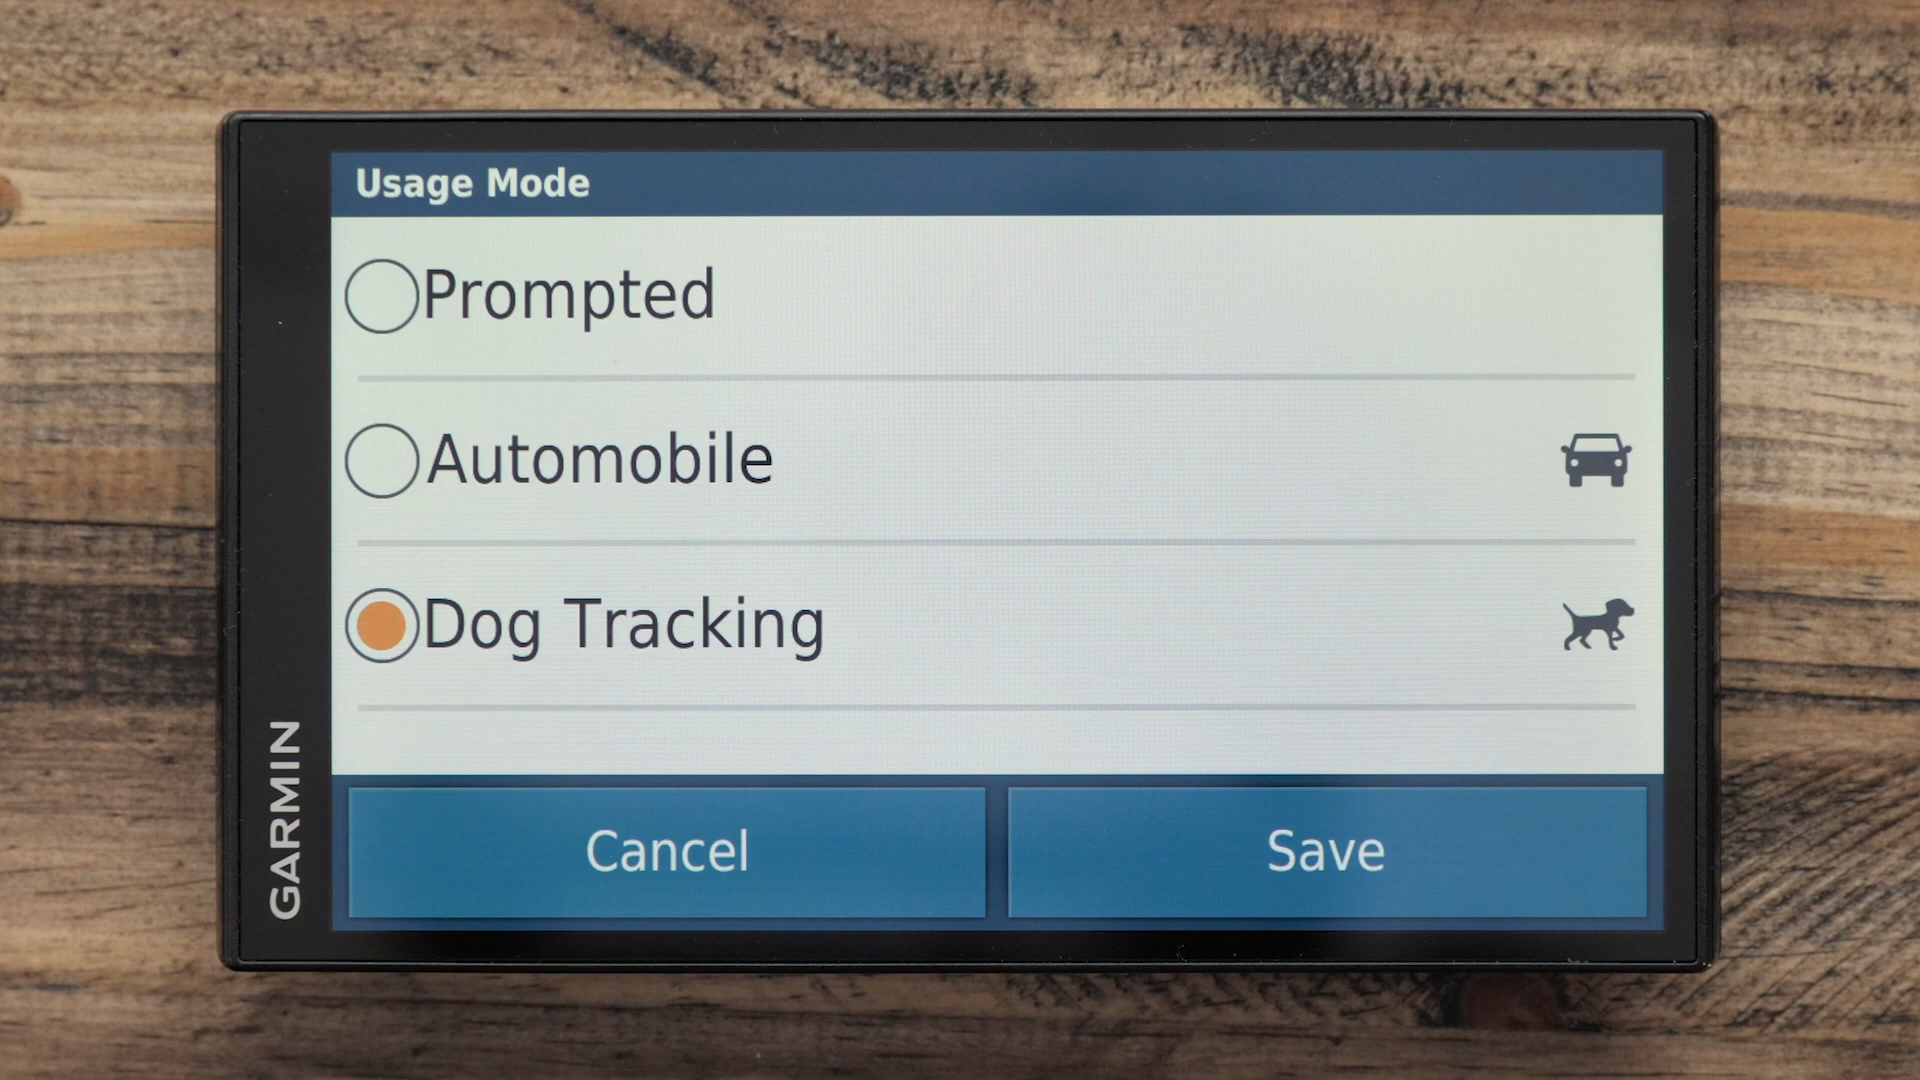 Usage Mode
Prompted
Automobile
Dog Tracking
Cancel
Save
GARMIN